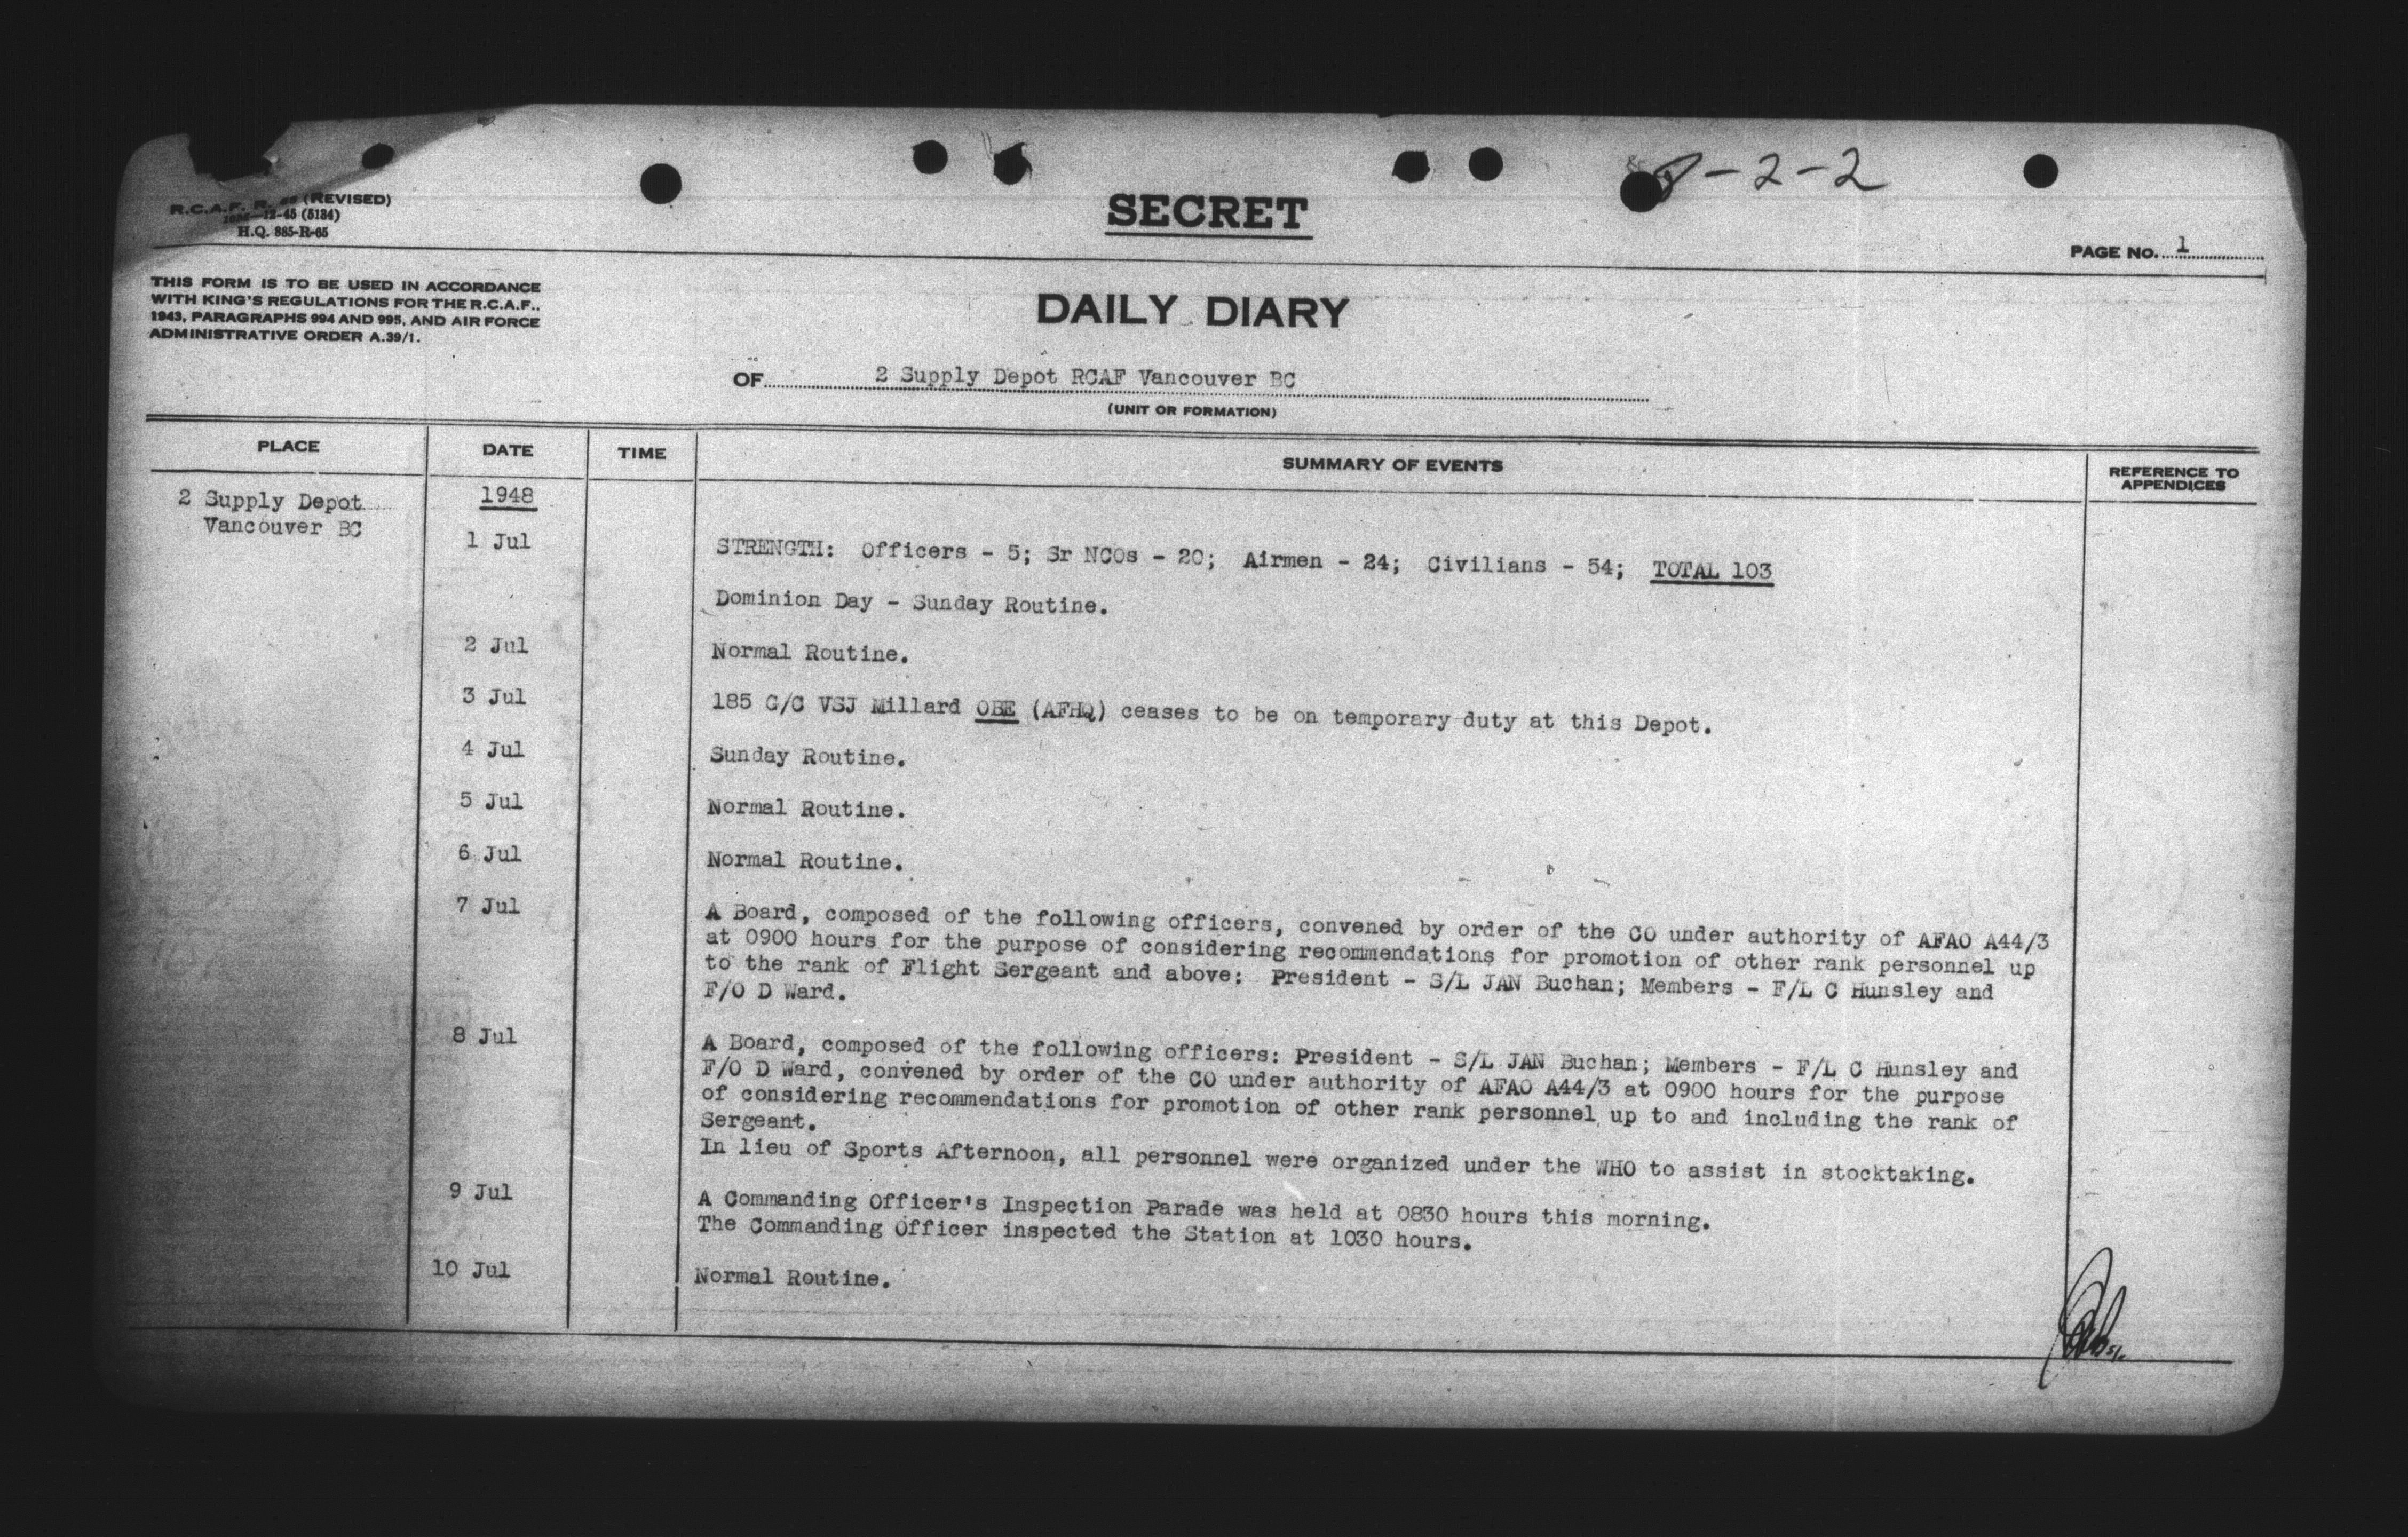 R.C.A.F. R. (REVISED)
12-45 (5134)
H.Q. 885-R-65
8-2-2
SECRET
PAGE NO. 1
THIS FORM IS TO BE USED IN ACCORDANCE
WITH KING'S REGULATIONS FOR THE R.C.A.F.,
1943, PARAGRAPHS 994 AND 995, AND AIR FORCE
ADMINISTRATIVE ORDER A.39/1.
DAILY DIARY
OF 2 Supply Depot RCAF Vancouver BC
(UNIT OR FORMATION)
PLACE DATE TIME SUMMARY OF EVENTS REFERENCE TO
APPENDICES
2 Supply Depot 1948
Vancouver BC
1 Jul STRENGTH: Officers - 5; Sr NCOs - 20; Airmen - 24; Civilians - 54; TOTAL 103
Dominion Day - Sunday Routine.
2 Jul Normal Routine.
3 Jul 185 G/C VSJ Millard OBE (AFHQ) ceases to be on temporary duty at this Depot.
4 Jul Sunday Routine.
5 Jul Normal Routine.
6 Jul Normal Routine.
7 Jul A Board, composed of the following officers, convened by order of the CO under authority of AFAO A44/3
at 0900 hours for the purpose of considering recommendations for promotion of other rank personnel up
to the rank of Flight Sergeant and above: President - S/L JAN Buchan; Members - F/L C Hunsley and
F/O D Ward.
8 Jul A Board, composed of the following officers: President - S/L JAN Buchan; Members - F/L C Hunsley and
F/O D Ward, convened by order of the CO under authority of AFAO A44/3 at 0900 hours for the purpose
of considering recommendations for promotion of other rank personnel up to and including the rank of
Sergeant.
In lieu of Sports Afternoon, all personnel were organized under the WHO to assist in stocktaking.
9 Jul A Commanding Officer's Inspection Parade was held at 0830 hours this morning.
The Commanding Officer inspected the Station at 1030 hours.
10 Jul Normal Routine.